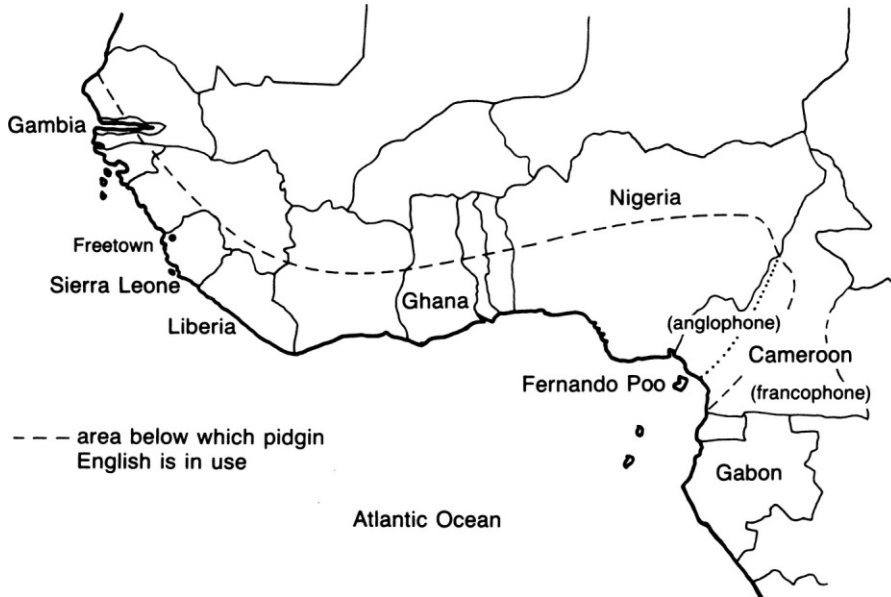 Gambia
Nigeria
Freetown
Sierra Leone
Ghana
Liberia
(anglophone)
Cameroon
Fernando Poo
(francophone)
area below which pidgin
English is in use
Gabon
Atlantic Ocean